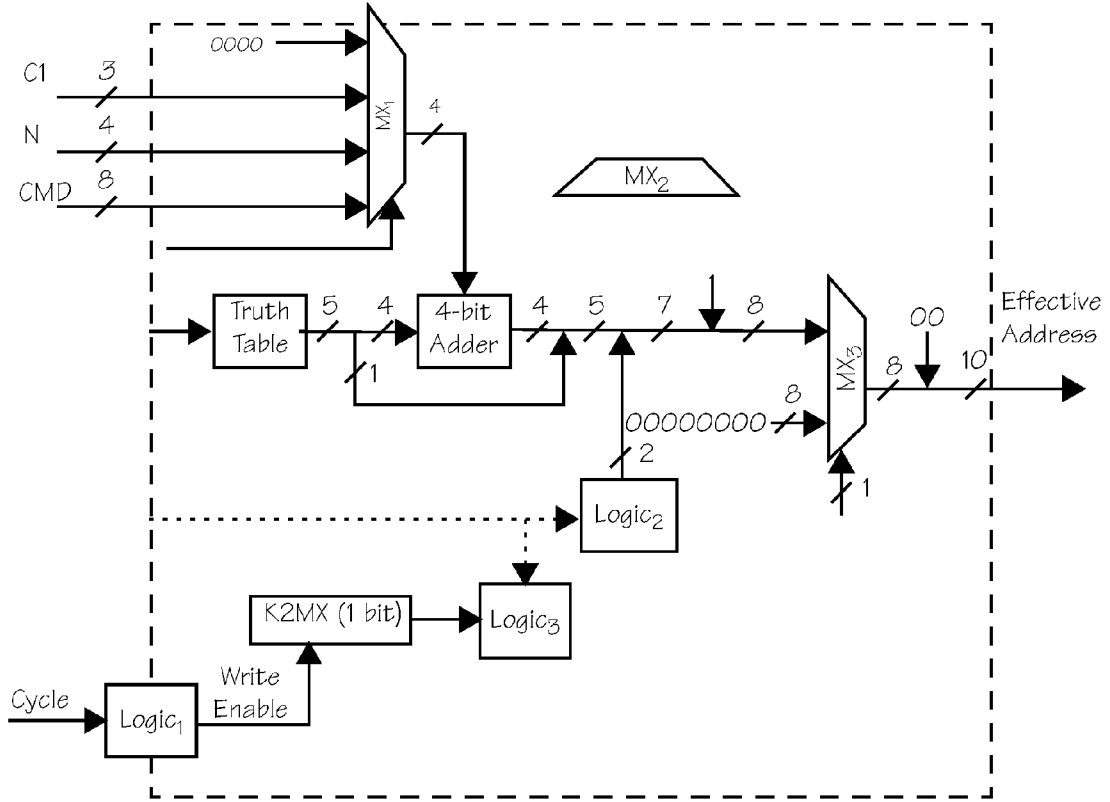 0000
C1
3
N
4
CMD
8
MX1
4
MX2
Truth
Table
5
4
1
4-bit
Adder
4
5
7
1
8
MX3
00
8
10
Effective
Address
00000000
8
1
2
Logic2
K2MX (1 bit)
Logic3
Cycle
Logic1
Write
Enable